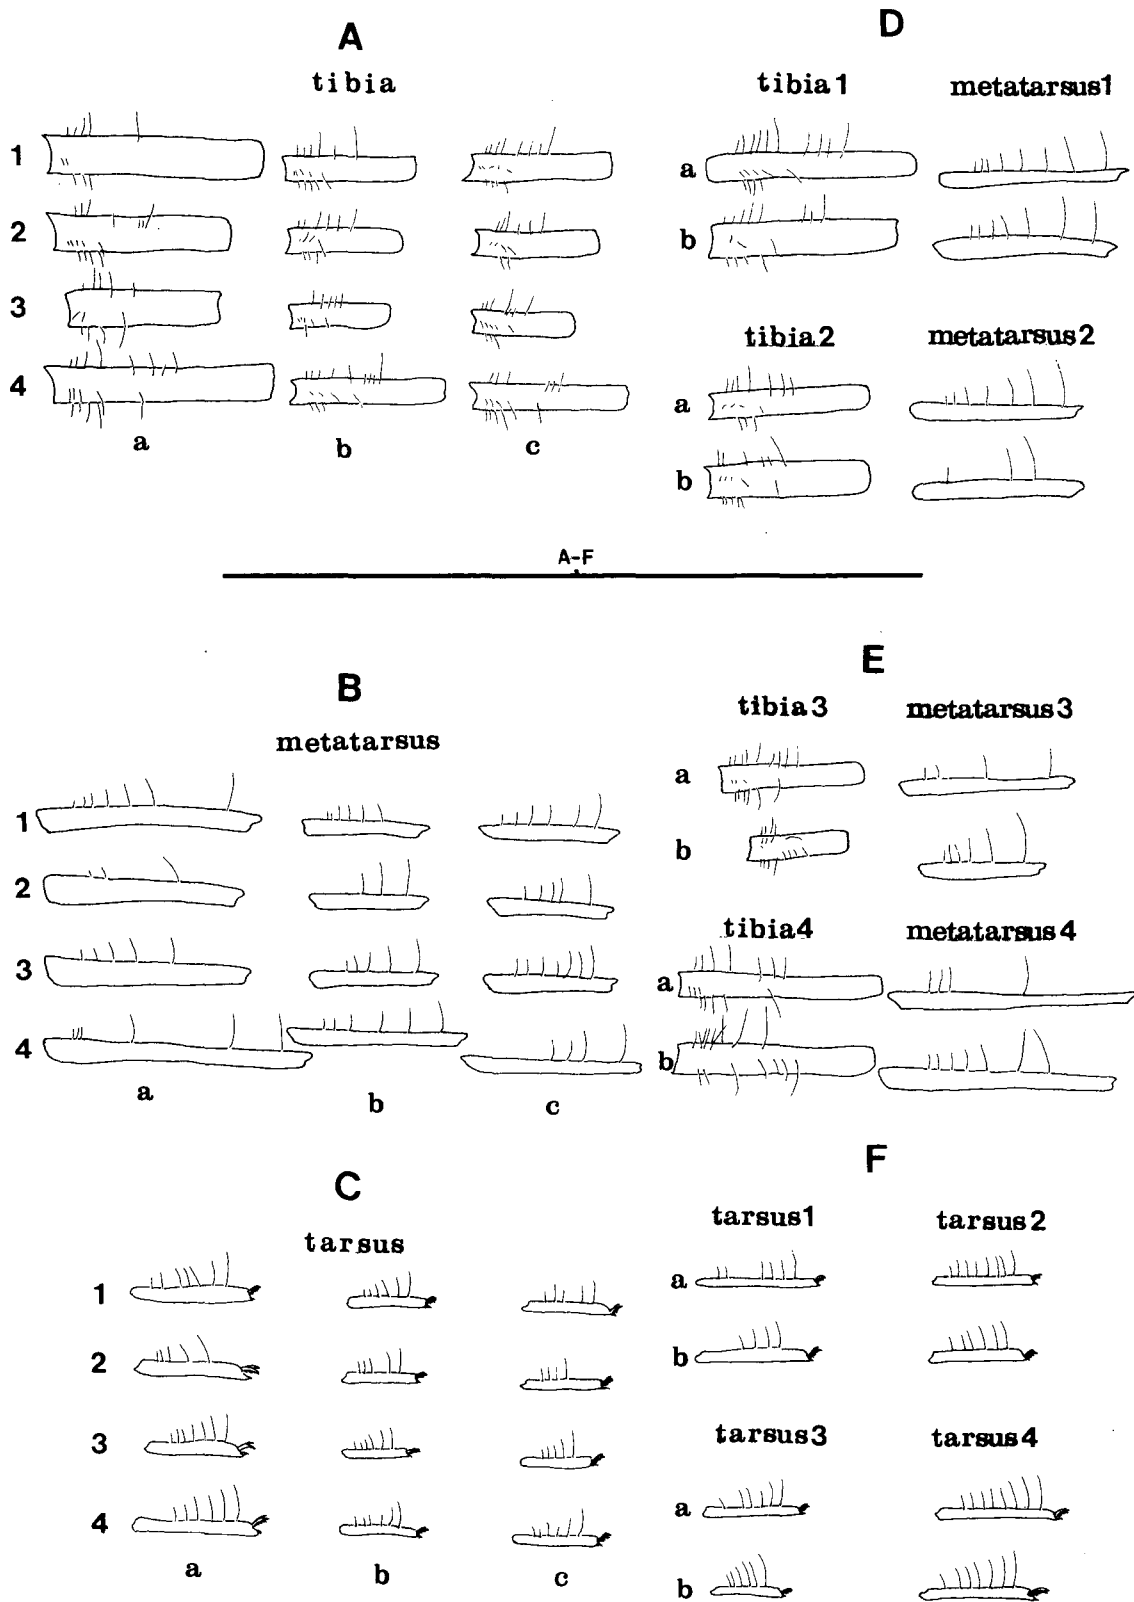 A
tibia
1
2
3
4
a b c
D
tibia1 metatarsus1
a
b
tibia2 metatarsus2
a
b
A-F
B
metatarsus
1
2
3
4
a b c
E
tibia3 metatarsus3
a
b
tibia4 metatarsus4
a
b
C
tarsus
1
2
3
4
a b c
F
tarsus1 tarsus2
a
b
tarsus3 tarsus4
a
b